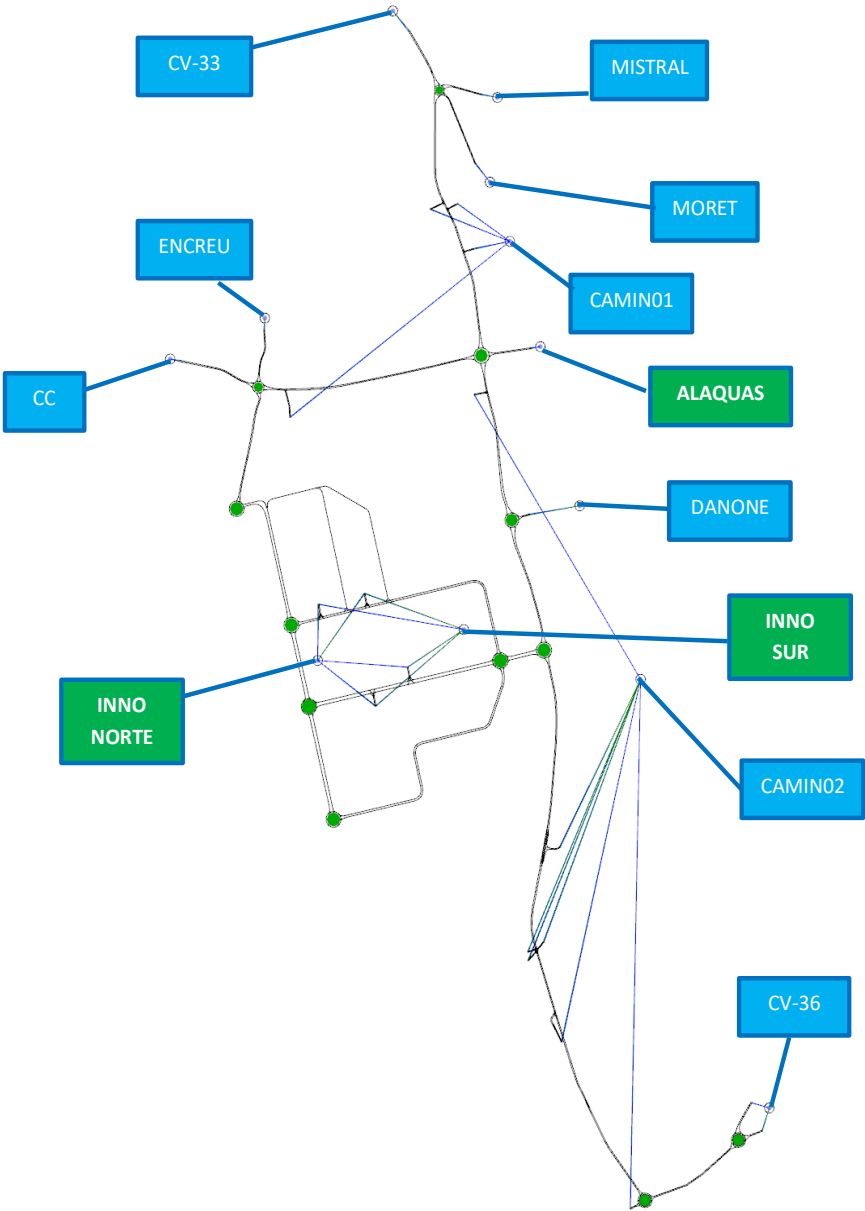 CV-33
MISTRAL
MORET
ENCREU
CAMIN01
CC
ALAQUAS
DANONE
INNO
SUR
INNO
NORTE
CAMIN02
CV-36